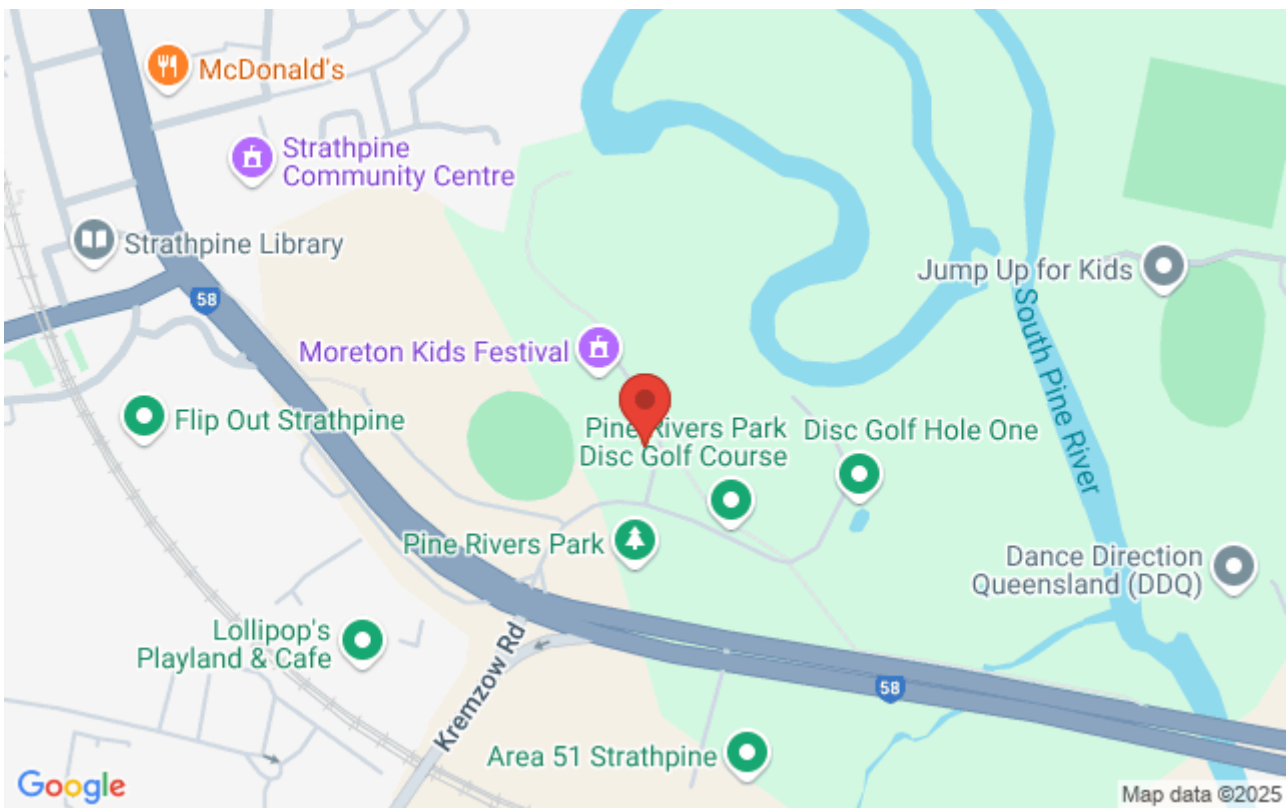 McDonald's
Strathpine
Community Centre
Strathpine Library
58
Jump Up for Kids
South Pine River
Moreton Kids Festival
Flip Out Strathpine
Pine Rivers Park
Disc Golf Course
Disc Golf Hole One
Pine Rivers Park
Dance Direction
Queensland (DDQ)
Lollipop's
Playland & Cafe
Kremzow Rd
58
Area 51 Strathpine
Google
Map data ©2025